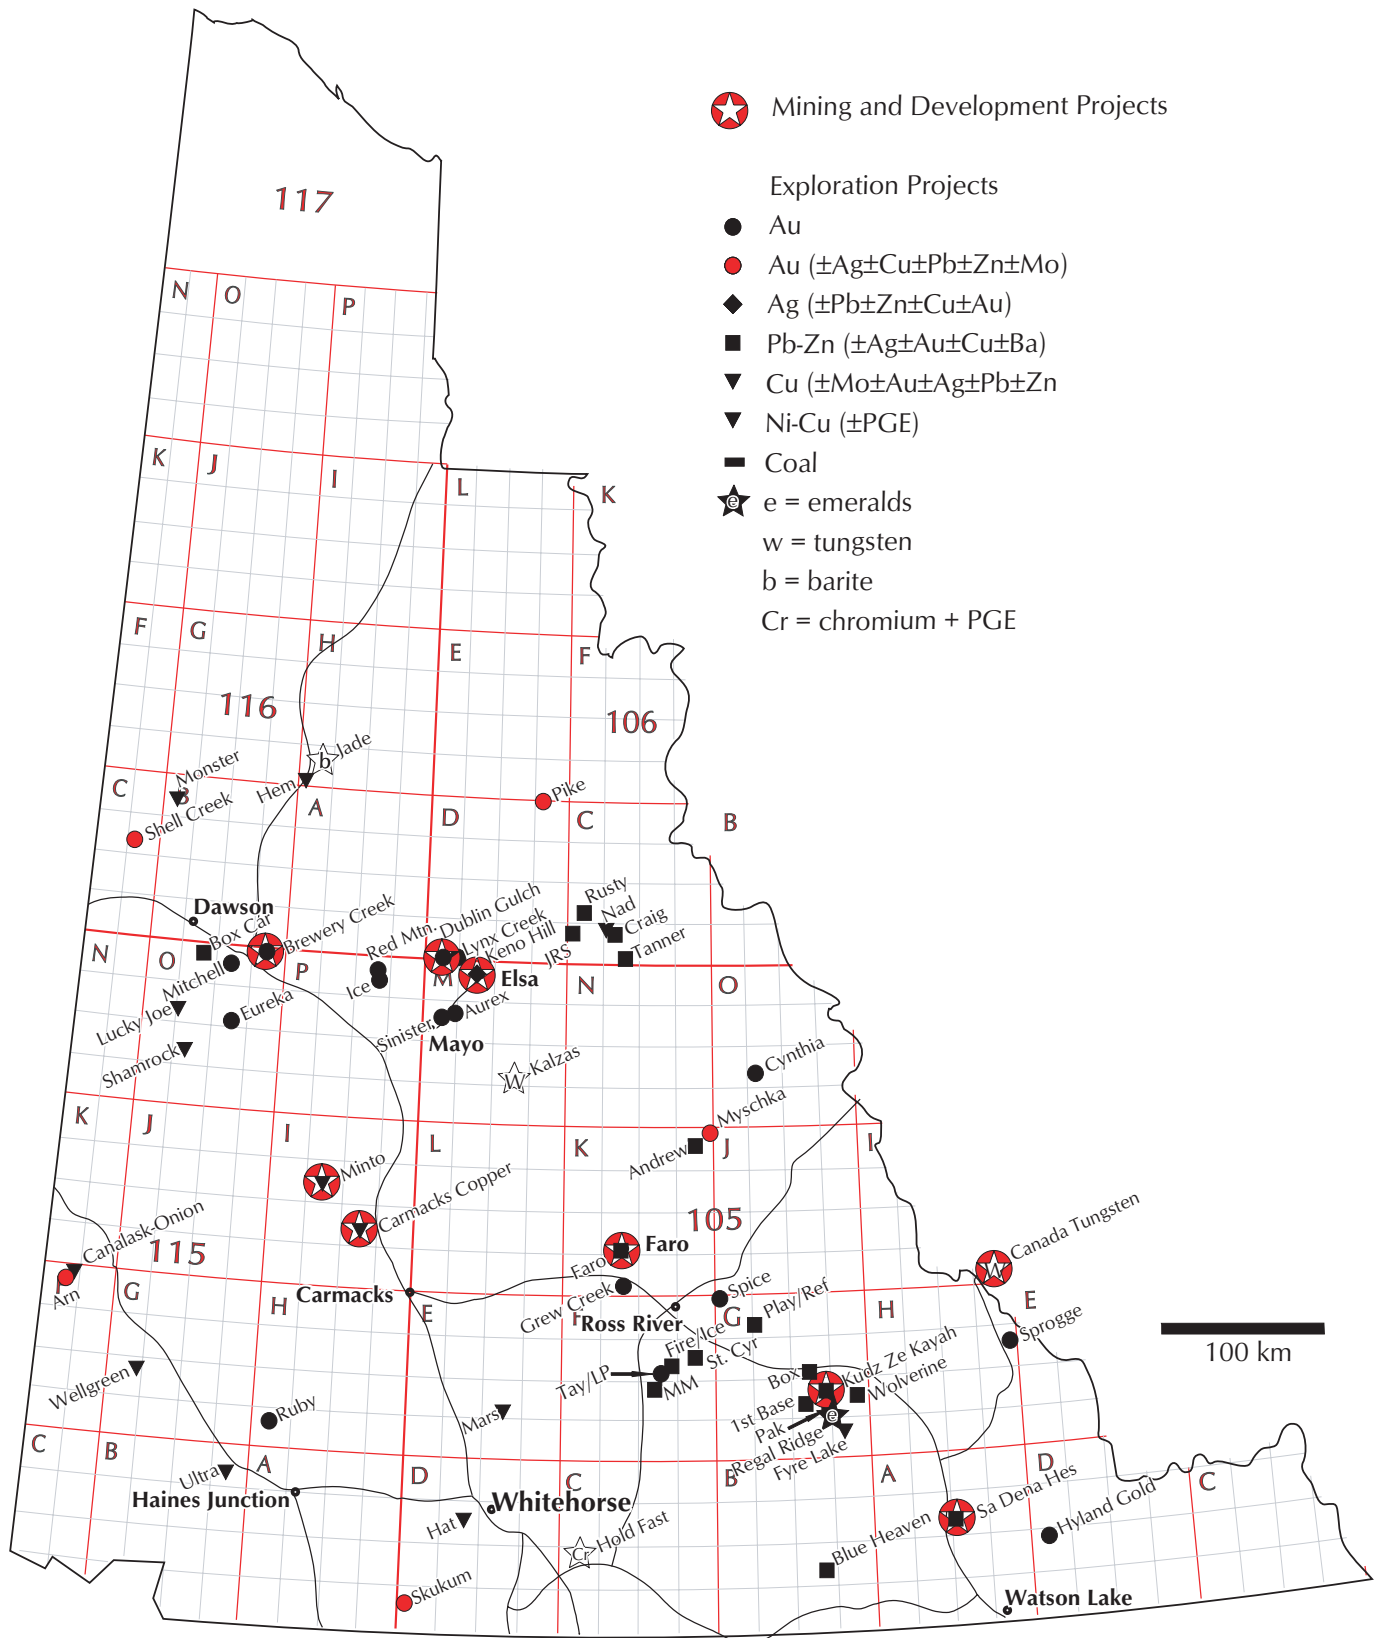 Mining and Development Projects
Exploration Projects
Au
Au (±Ag±Cu±Pb±Zn±Mo)
Ag (±Pb±Zn±Cu±Au)
Pb-Zn (±Ag±Au±Cu±Ba)
Cu (±Mo±Au±Ag±Pb±Zn
Ni-Cu (±PGE)
Coal
e e = emeralds
w = tungsten
b = barite
Cr = chromium + PGE
117
N O P
K J I L K
F G H E F
116 106
b Jade
Monster
Hem
Pike
C B A D C B
Shell Creek
Dawson
Box Car
Brewery Creek
Red Mtn.
Dublin Gulch
Lynx Creek
Keno Hill
Rusty
Nad
Craig
JRS
Tanner
N O P M N O
Mitchell
Ice
Elsa
Lucky Joe
Eureka
Sinister
Aurex
Mayo
Shamrock
W Kalzas
Cynthia
Myschka
K J I L K J I
Andrew
Minto
Carmacks Copper
105
Canalask-Onion
115
Faro
Faro
W Canada Tungsten
F G H E F G H E
Arn
Carmacks
Grew Creek
Spice
Ross River
Play/Ref
Fire/Ice
St. Cyr
Sprogge
Wellgreen
Tay/LP
MM
Box
Kudz Ze Kayah
Wolverine
1st Base
Pak
e
Regal Ridge
Fyre Lake
Ruby
Mars
C B A D C B A D C
Ultra
Haines Junction
Whitehorse
Hat
Cr Hold Fast
Sa Dena Hes
Hyland Gold
Blue Heaven
Skukum
Watson Lake
100 km